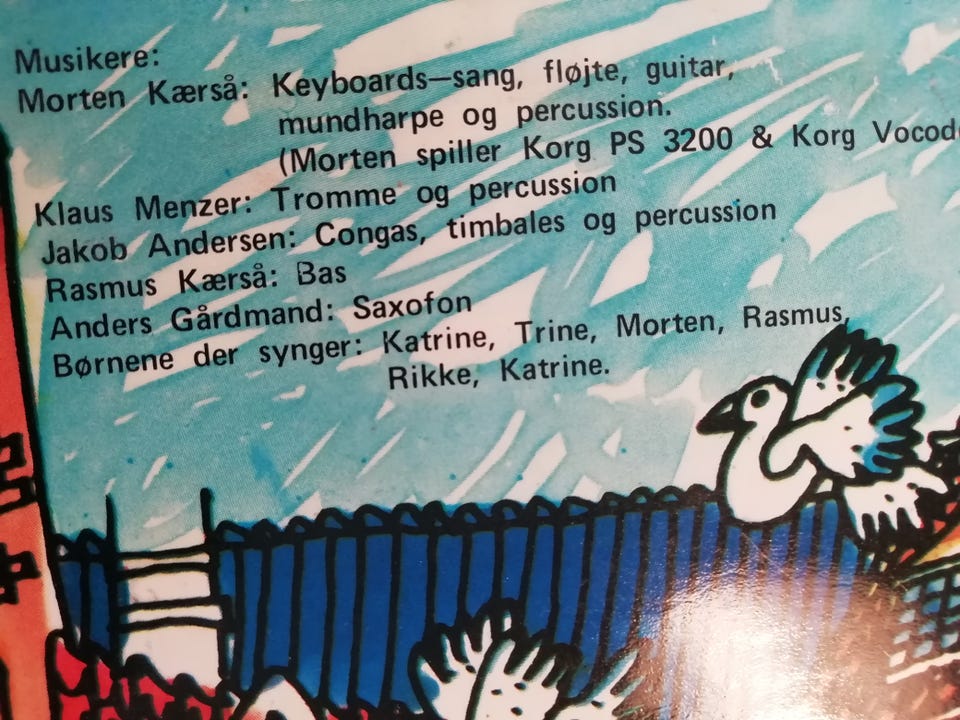 Musikere:
Morten Kærså: Keyboards—sang, fløjte, guitar,
mundharpe og percussion.
(Morten spiller Korg PS 3200 & Korg
Klaus Menzer: Tromme og percussion
Jakob Andersen: Congas, timbales og percussion
Rasmus Kærså: Bas
Anders Gårdmand: Saxofon
Børnene der synger: Katrine, Trine, Morten, Rasmus,
Rikke, Katrine.